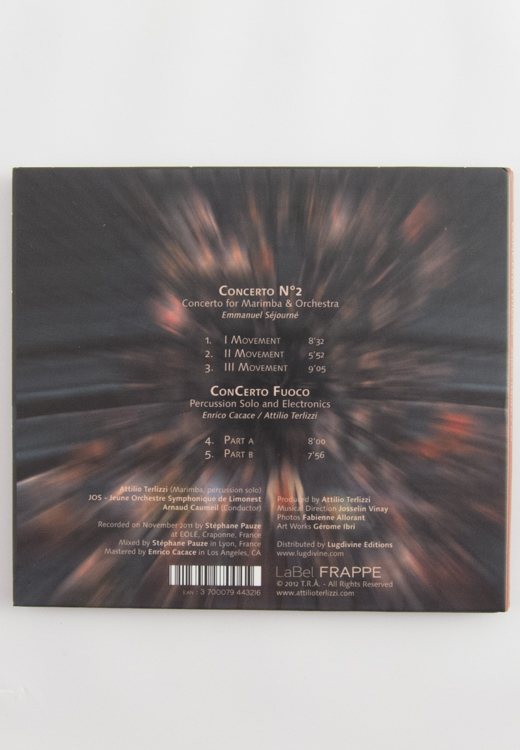 Concerto N°2
Concerto for Marimba & Orchestra
Emmanuel Séjourné
1. I Movement 8'32
2. II Movement 5'52
3. III Movement 9'05
ConCerto Fuoco
Percussion Solo and Electronics
Enrico Cacace / Attilio Terlizzi
4. Part a 8'00
5. Part b 7'56
Attilio Terlizzi (Marimba, percussion solo)
JOS - Jeune Orchestre Symphonique de Limonest
Arnaud Caumeil (Conductor)
Recorded on November 2011 by Stéphane Pauze
at GOLE, Craponne, France
Mixed by Stéphane Pauze in Lyon, France
Mastered by Enrico Cacace in Los Angeles, CA
Produced by Attilio Terlizzi
Musical Direction Josselin Vinay
Photos Fabienne Allorant
Art Works Gérome Ibri
Distributed by Lugdivine Editions
www.lugdivine.com
EAN : 3 700079 443216
LaBel FRAPPE
© 2012 T.R.A. - All Rights Reserved
www.attilioterlizzi.com